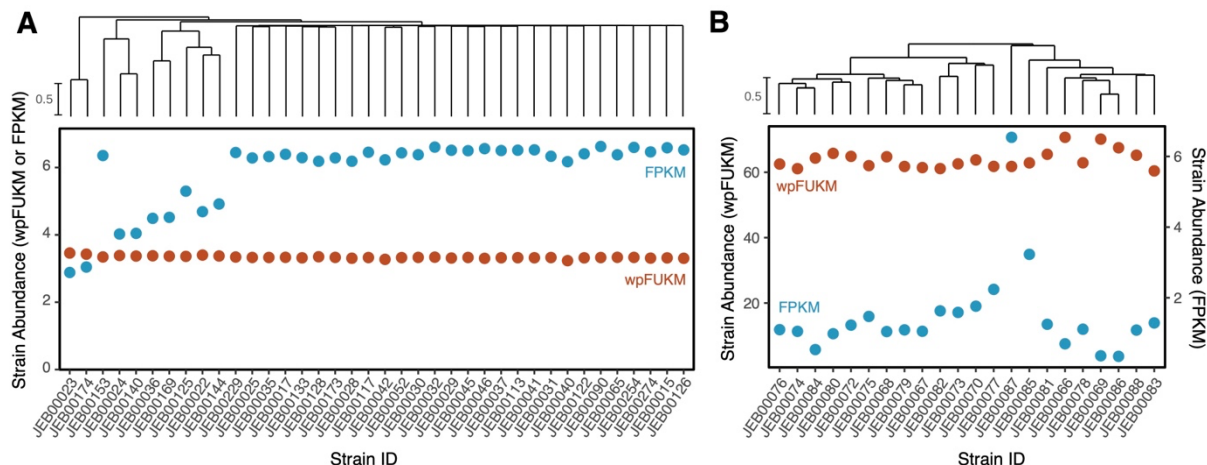 A
0.5
Strain Abundance (wpFUKM or FPKM)
6
4
2
0
FPKM
wpFUKM
JEB00023
JEB00174
JEB00153
JEB00024
JEB00140
JEB00036
JEB00169
JEB00125
JEB00022
JEB00144
JEB00229
JEB00025
JEB00035
JEB00017
JEB00133
JEB00128
JEB00173
JEB00028
JEB00117
JEB00042
JEB00052
JEB00030
JEB00032
JEB00029
JEB00045
JEB00046
JEB00037
JEB00113
JEB00041
JEB00031
JEB00040
JEB00122
JEB00090
JEB00065
JEB00254
JEB00274
JEB00015
JEB00126
Strain ID
B
0.5
Strain Abundance (wpFUKM)
60
40
20
wpFUKM
FPKM
6
4
2
Strain Abundance (FPKM)
JEB00076
JEB00074
JEB00084
JEB00080
JEB00072
JEB00075
JEB00068
JEB00079
JEB00067
JEB00082
JEB00073
JEB00070
JEB00077
JEB00087
JEB00085
JEB00081
JEB00066
JEB00078
JEB00069
JEB00086
JEB00088
JEB00083
Strain ID